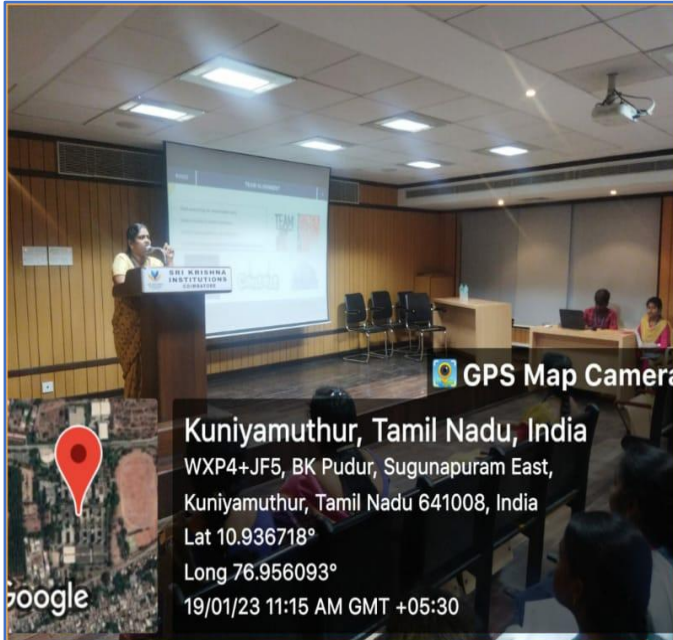 TEAM
SRI KRISHNA
INSTITUTIONS
COIMBATORE
GPS Map Camera
Kuniyamuthur, Tamil Nadu, India
WXP4+JF5, BK Pudur, Sugunapuram East,
Kuniyamuthur, Tamil Nadu 641008, India
Lat 10.936718°
Long 76.956093°
19/01/23 11:15 AM GMT +05:30
Google